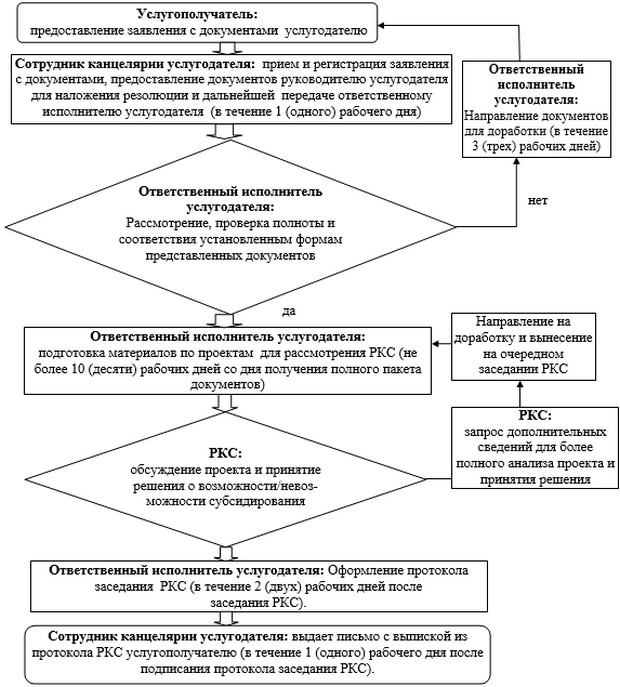 Услугополучатель:
предоставление заявления с документами услугодателю
Сотрудник канцелярии услугодателя: прием и регистрация заявления
с документами, предоставление документов руководителю услугодателя
для наложения резолюции и дальнейшей передаче ответственному
исполнителю услугодателя (в течение 1 (одного) рабочего дня)
Ответственный
исполнитель
услугодателя:
Направление документов
для доработки (в течение
3 (трех) рабочих дней)
Ответственный исполнитель
услугодателя:
Рассмотрение, проверка полноты и
соответствия установленным формам
представленных документов
нет
да
Ответственный исполнитель услугодателя:
подготовка материалов по проектам для рассмотрения РКС (не
более 10 (десяти) рабочих дней со дня получения полного пакета
документов)
Направление на
доработку и вынесение
на очередном
заседании РКС
РКС:
обсуждение проекта и принятие
решения о возможности/невоз-
можности субсидирования
РКС:
запрос дополнительных
сведений для более
полного анализа проекта и
принятия решения
Ответственный исполнитель услугодателя: Оформление протокола
заседания РКС (в течение 2 (двух) рабочих дней после
заседания РКС).
Сотрудник канцелярии услугодателя: выдает письмо с выпиской из
протокола РКС услугополучателю (в течение 1 (одного) рабочего дня после
подписания протокола заседания РКС).